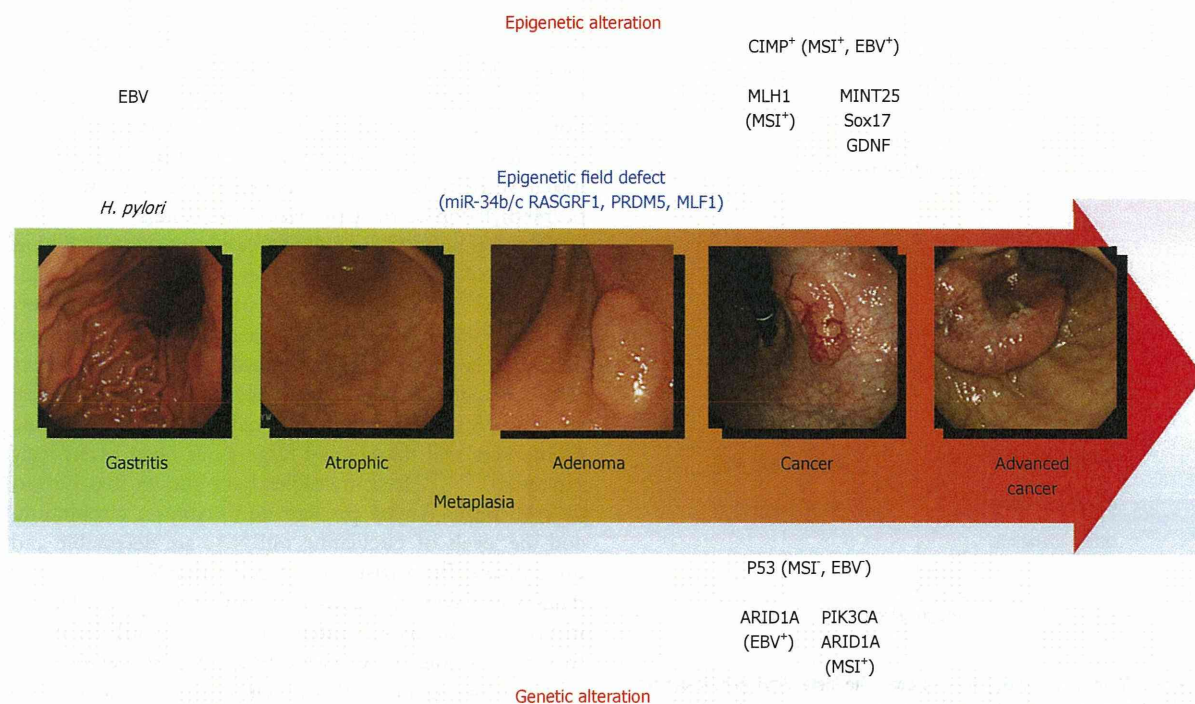 Epigenetic alteration
CIMP⁺ (MSI⁺, EBV⁺)
EBV
MLH1 MINT25
(MSI⁺) Sox17
GDNF
Epigenetic field defect
(miR-34b/c RASGRF1, PRDM5, MLF1)
H. pylori
Gastritis Atrophic Adenoma Cancer Advanced
cancer
Metaplasia
P53 (MSI⁻, EBV⁻)
ARID1A PIK3CA
(EBV⁺) ARID1A
(MSI⁺)
Genetic alteration